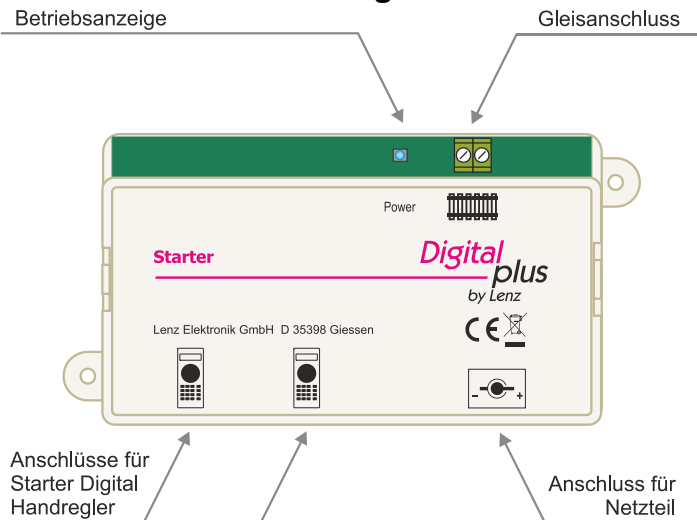 Betriebsanzeige
Gleisanschluss
Power
Starter
Digital
plus
by Lenz
Lenz Elektronik GmbH D 35398 Giessen
CE
- +
Anschlüsse für
Starter Digital
Handregler
Anschluss für
Netzteil